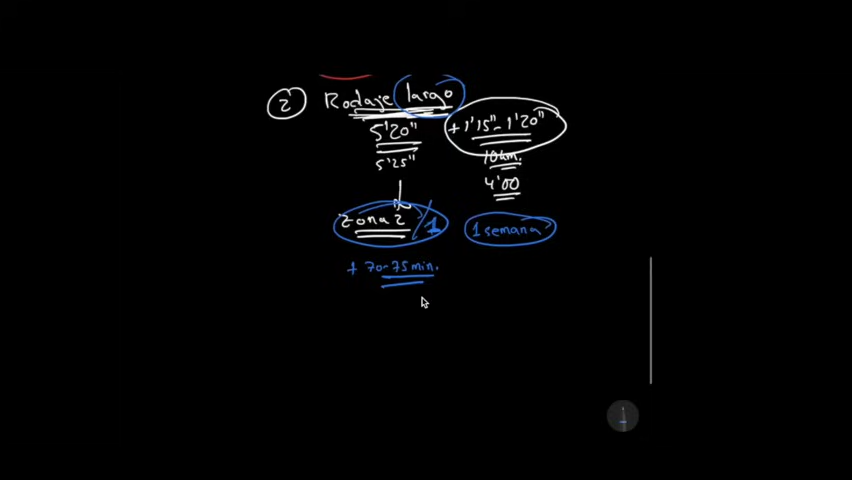 2 Rodaje largo
5'20" +1'15"-1'20"
5'25" 10km.
4'00
Zona 2 / 1 1 semana
+ 70-75 min.